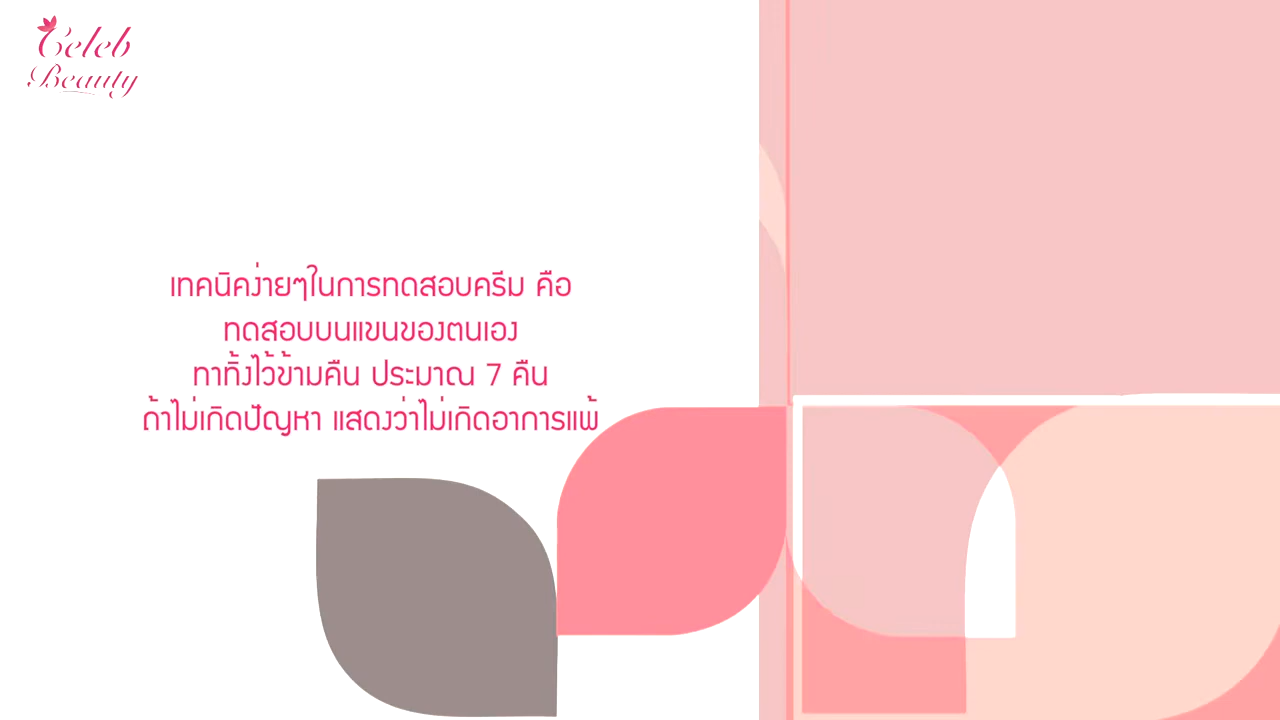 Celeb
Beauty
เทคนิคง่ายๆในการทดสอบครีม คือ
ทดสอบบนแขนของตนเอง
ทาทิ้งไว้ข้ามคืน ประมาณ 7 คืน
ถ้าไม่เกิดปัญหา แสดงว่าไม่เกิดอาการแพ้